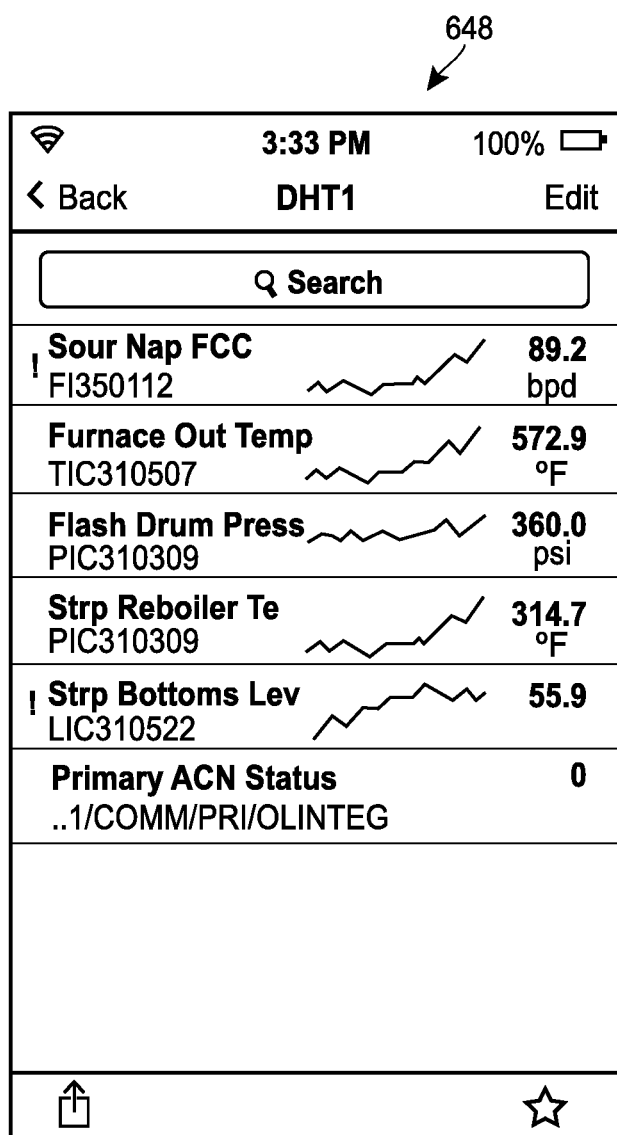 648
3:33 PM 100%
Back DHT1 Edit
Search
! Sour Nap FCC 89.2
FI350112 bpd
Furnace Out Temp 572.9
TIC310507 ºF
Flash Drum Press 360.0
PIC310309 psi
Strp Reboiler Te 314.7
PIC310309 ºF
! Strp Bottoms Lev 55.9
LIC310522
Primary ACN Status 0
..1/COMM/PRI/OLINTEG